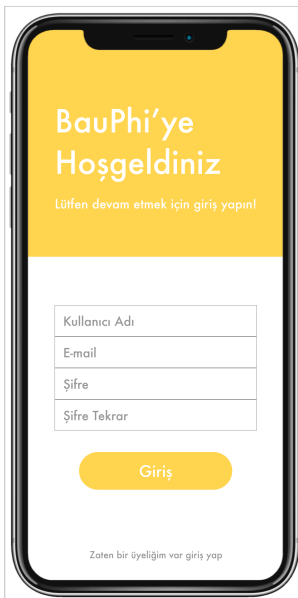 BauPhi'ye
Hoşgeldiniz
Lütfen devam etmek için giriş yapın!
Kullanıcı Adı
E-mail
Şifre
Şifre Tekrar
Giriş
Zaten bir üyeliğim var giriş yap